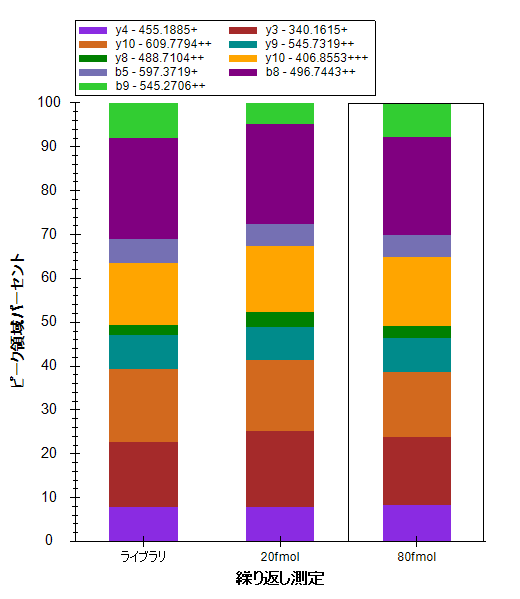 y4 - 455.1885+ y3 - 340.1615+
y10 - 609.7794++ y9 - 545.7319++
y8 - 488.7104++ y10 - 406.8553+++
b5 - 597.3719+ b8 - 496.7443++
b9 - 545.2706++
100
90
80
70
60
50
40
30
20
10
0
ピーク領域パーセント
ライブラリ 20fmol 80fmol
繰り返し測定